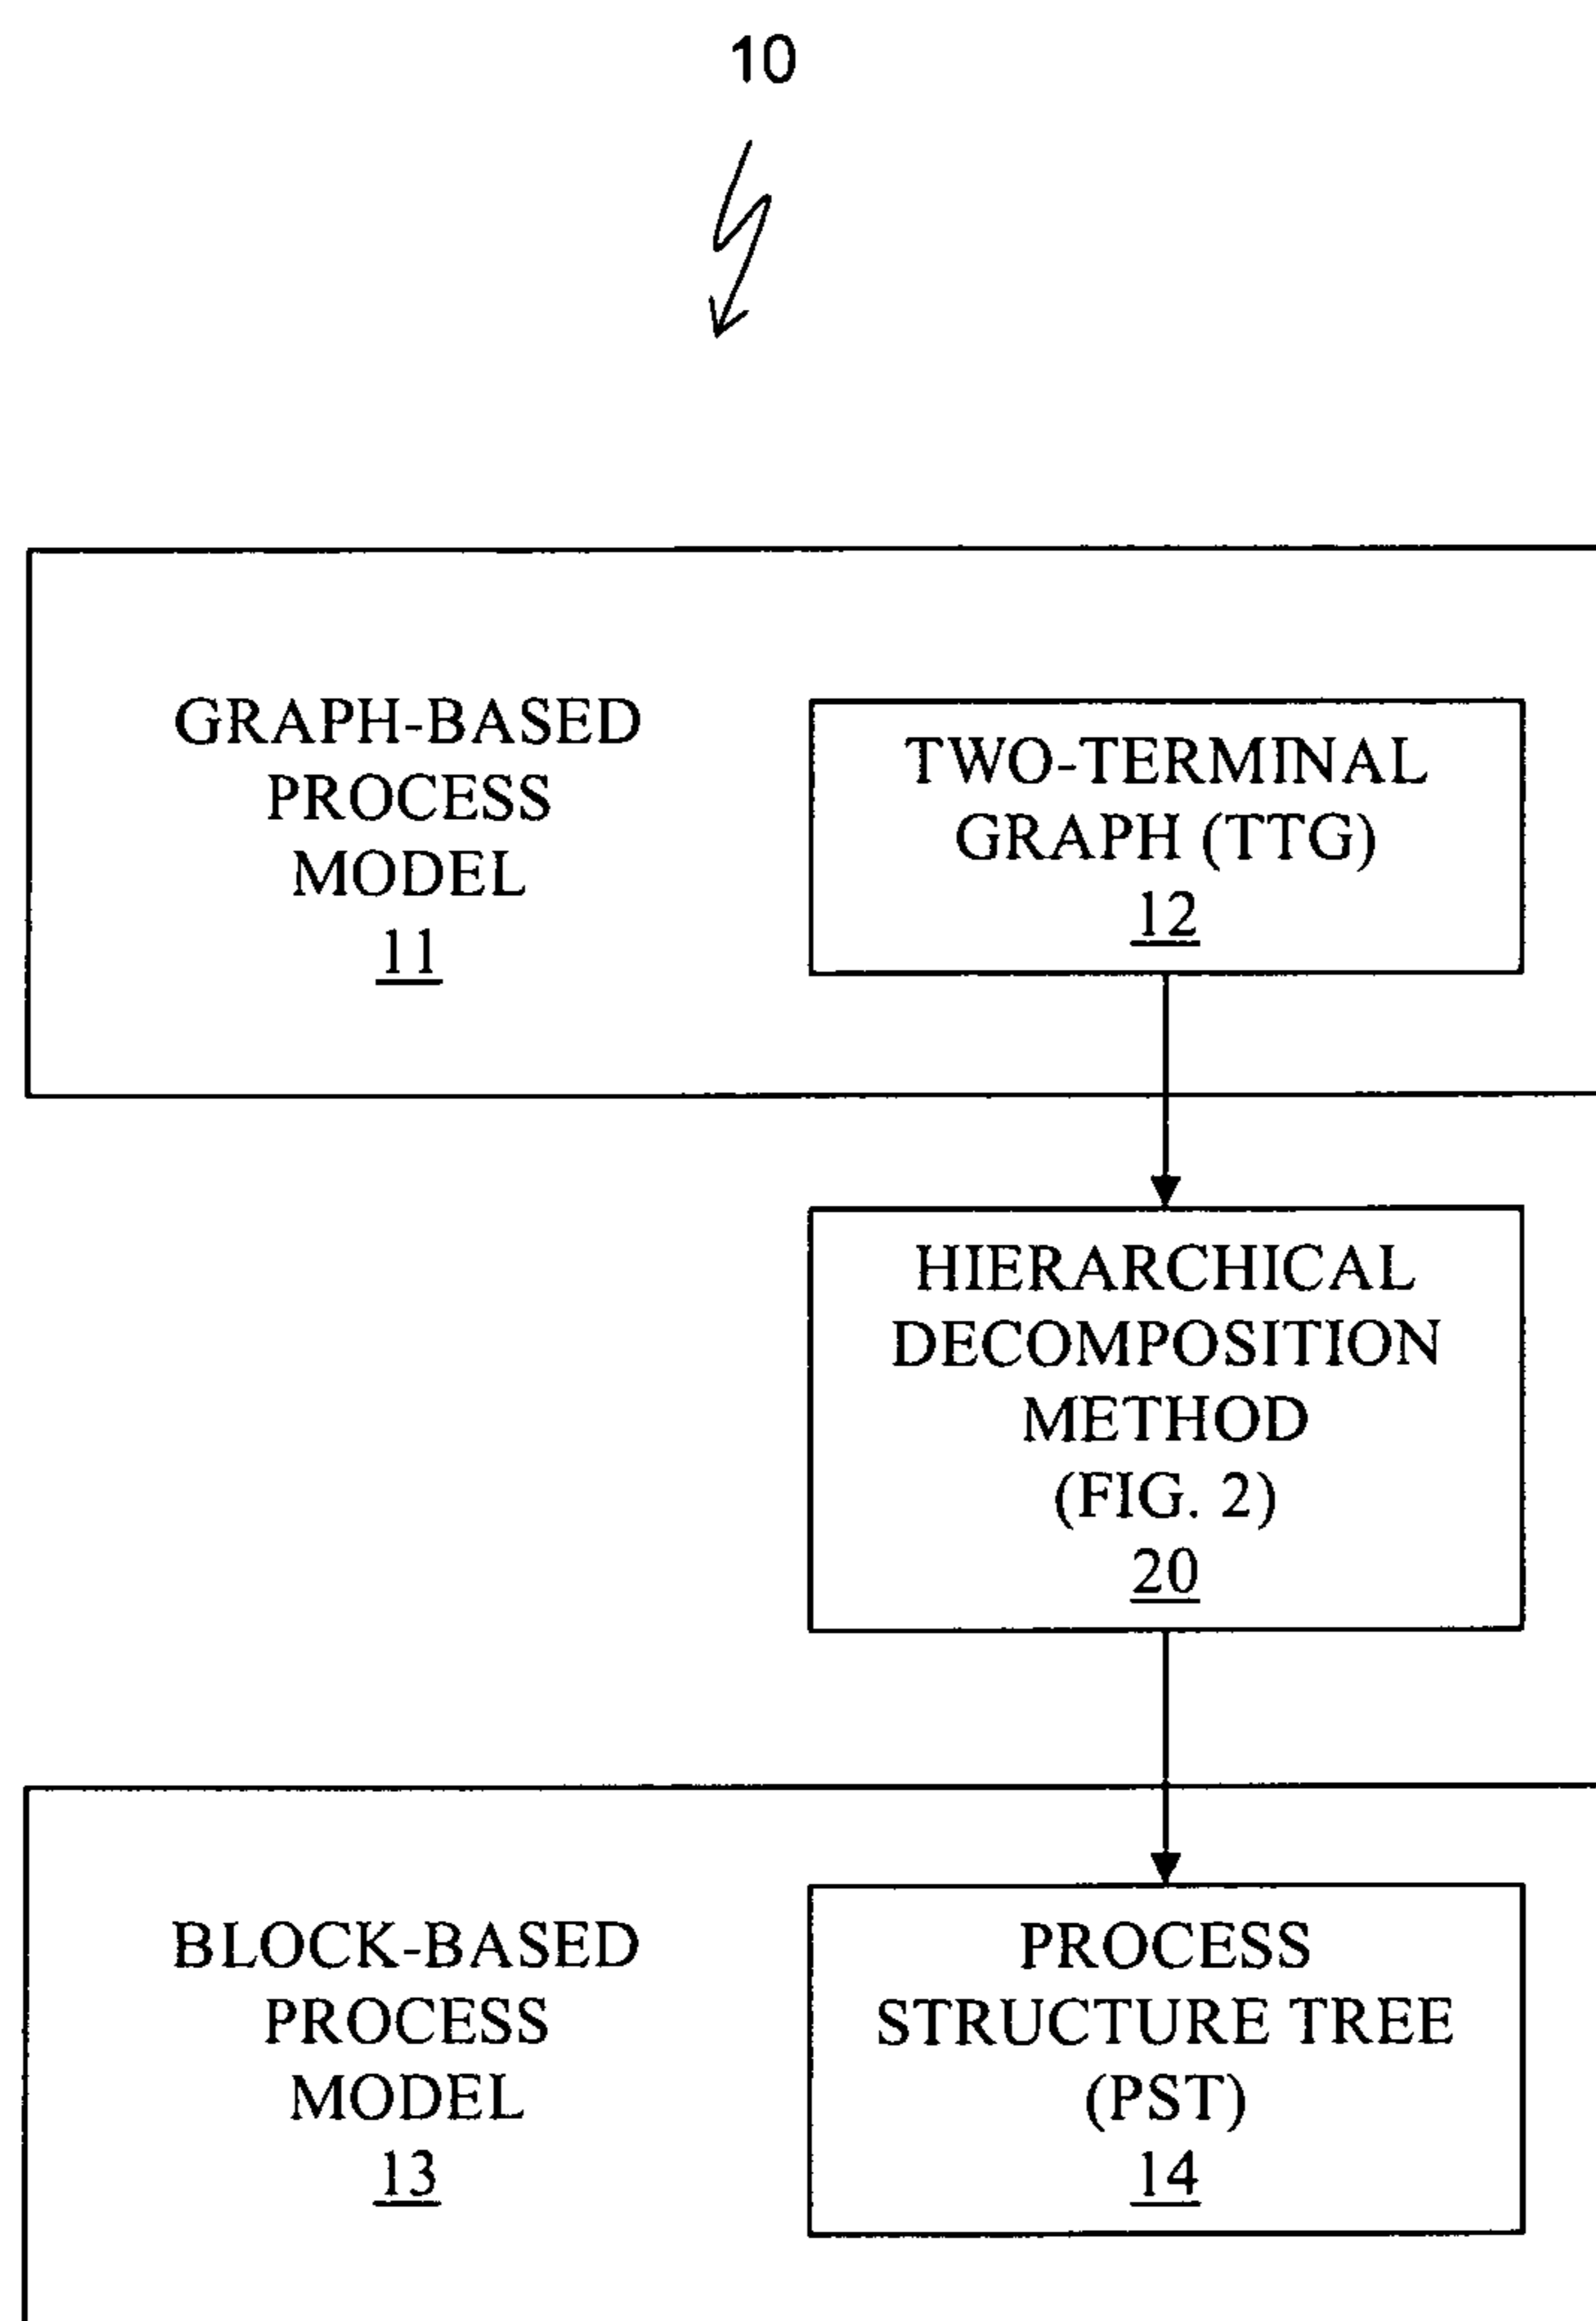 10
GRAPH-BASED
PROCESS
MODEL
11
TWO-TERMINAL
GRAPH (TTG)
12
HIERARCHICAL
DECOMPOSITION
METHOD
(FIG. 2)
20
BLOCK-BASED
PROCESS
MODEL
13
PROCESS
STRUCTURE TREE
(PST)
14